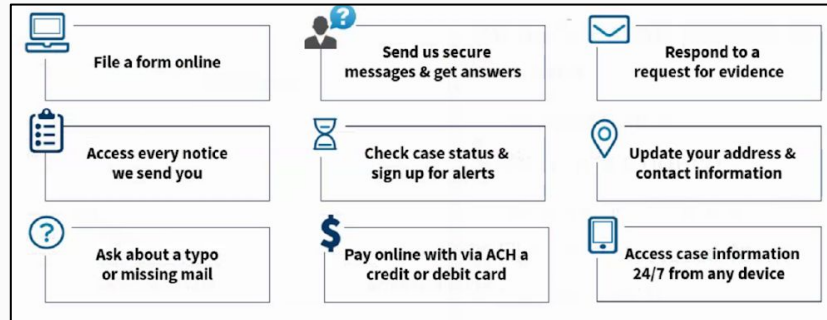 File a form online
Send us secure
messages & get answers
Respond to a
request for evidence
Access every notice
we send you
Check case status &
sign up for alerts
Update your address &
contact information
Ask about a typo
or missing mail
Pay online with via ACH a
credit or debit card
Access case information
24/7 from any device